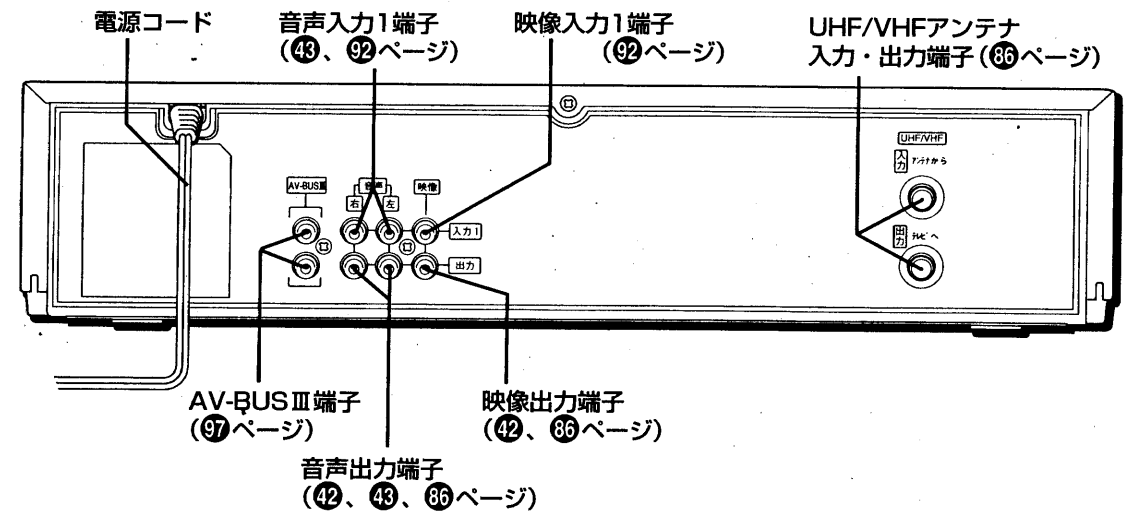 電源コード
音声入力1端子
(43、92ページ)
映像入力1端子
(92ページ)
UHF/VHFアンテナ
入力・出力端子(86ページ)
AV-BUSⅢ
音声
右
左
映像
入力1
出力
UHF/VHF
入力 アンテナから
出力 テレビへ
AV-BUSⅢ端子
(97ページ)
映像出力端子
(42、86ページ)
音声出力端子
(42、43、86ページ)